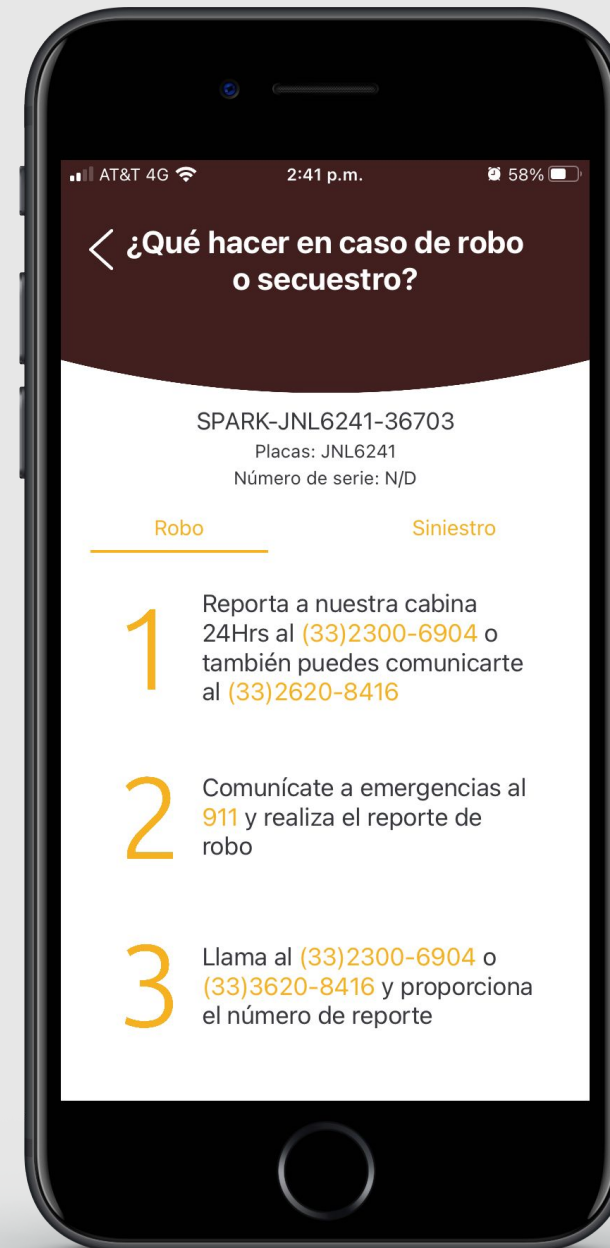 AT&T 4G 2:41 p.m. 58%
¿Qué hacer en caso de robo
o secuestro?
SPARK-JNL6241-36703
Placas: JNL6241
Número de serie: N/D
Robo Siniestro
1 Reporta a nuestra cabina
24Hrs al (33)2300-6904 o
también puedes comunicarte
al (33)2620-8416
2 Comunícate a emergencias al
911 y realiza el reporte de
robo
3 Llama al (33)2300-6904 o
(33)3620-8416 y proporciona
el número de reporte